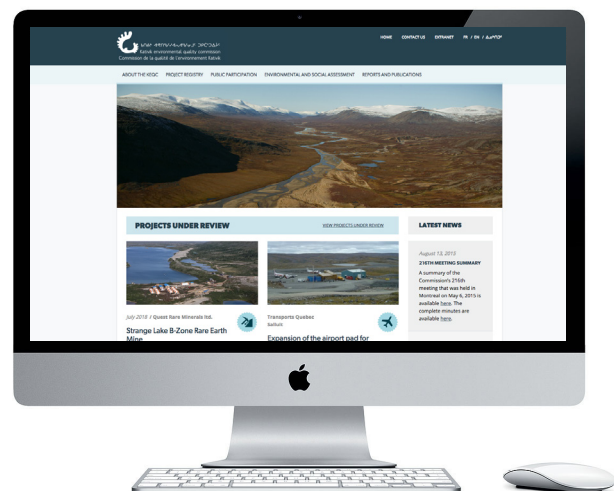 HOME CONTACT US EXTRANET FR / EN /
Kativik environmental quality commission
Commission de la qualité de l'environnement Kativik
ABOUT THE KEQC PROJECT REGISTRY PUBLIC PARTICIPATION ENVIRONMENTAL AND SOCIAL ASSESSMENT REPORTS AND PUBLICATIONS
PROJECTS UNDER REVIEW
VIEW PROJECTS UNDER REVIEW
July 2018 / Quest Rare Minerals ltd.
Strange Lake B-Zone Rare Earth
Mine
Transports Quebec
Expansion of the airport pad for
LATEST NEWS
August 13, 2015
216TH MEETING SUMMARY
A summary of the
Commission's 216th
meeting that was held in
Montreal on May 6, 2015 is
available here. The
complete minutes are
available here.